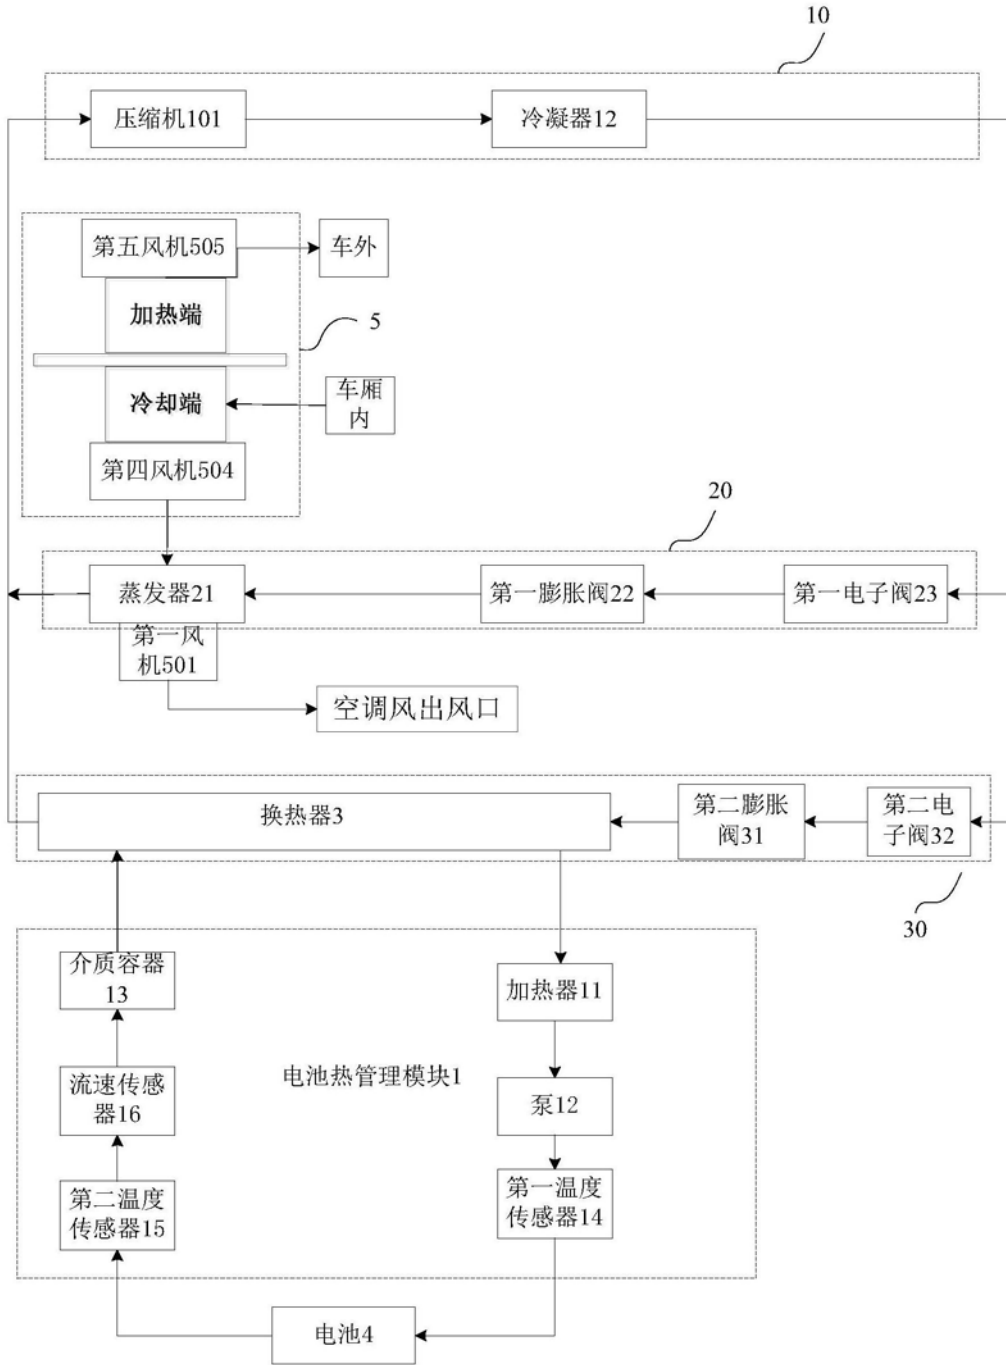 10
压缩机101
冷凝器12
第五风机505
车外
加热端
5
冷却端
车厢
内
第四风机504
20
蒸发器21
第一膨胀阀22
第一电子阀23
第一风
机501
空调风出风口
换热器3
第二膨胀
阀31
第二电
子阀32
30
介质容器
13
加热器11
流速传感
器16
电池热管理模块1
泵12
第二温度
传感器15
第一温度
传感器14
电池4